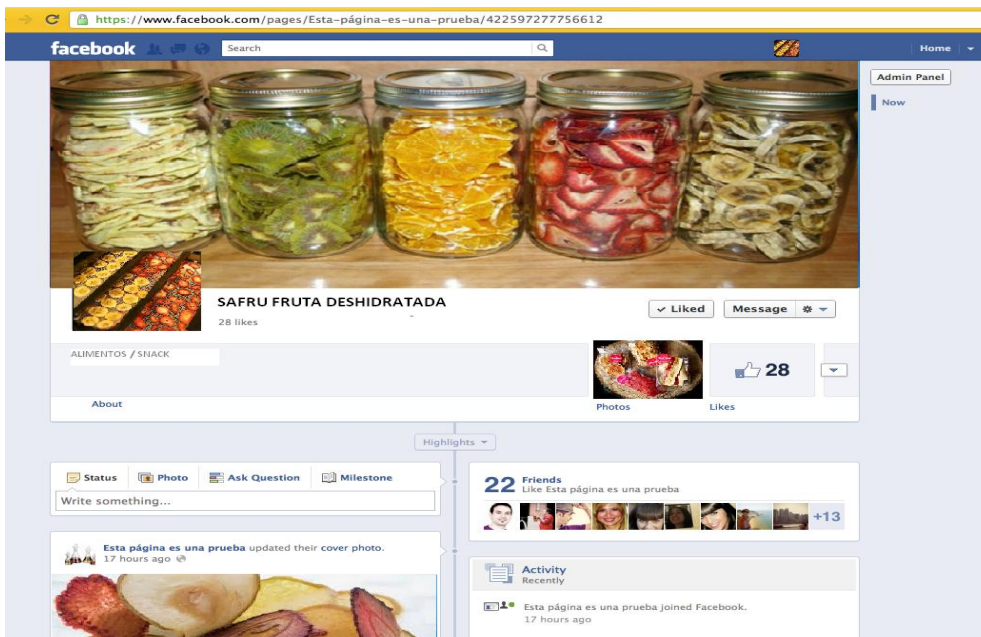 https://www.facebook.com/pages/Esta-página-es-una-prueba/422597277756612
facebook
Search
Home
Admin Panel
Now
SAFRU FRUTA DESHIDRATADA
28 likes
Liked
Message
ALIMENTOS / SNACK
28
About
Photos
Likes
Highlights
Status
Photo
Ask Question
Milestone
Write something...
22 Friends
Like Esta página es una prueba
+13
Esta página es una prueba updated their cover photo.
17 hours ago
Activity
Recently
Esta página es una prueba joined Facebook.
17 hours ago